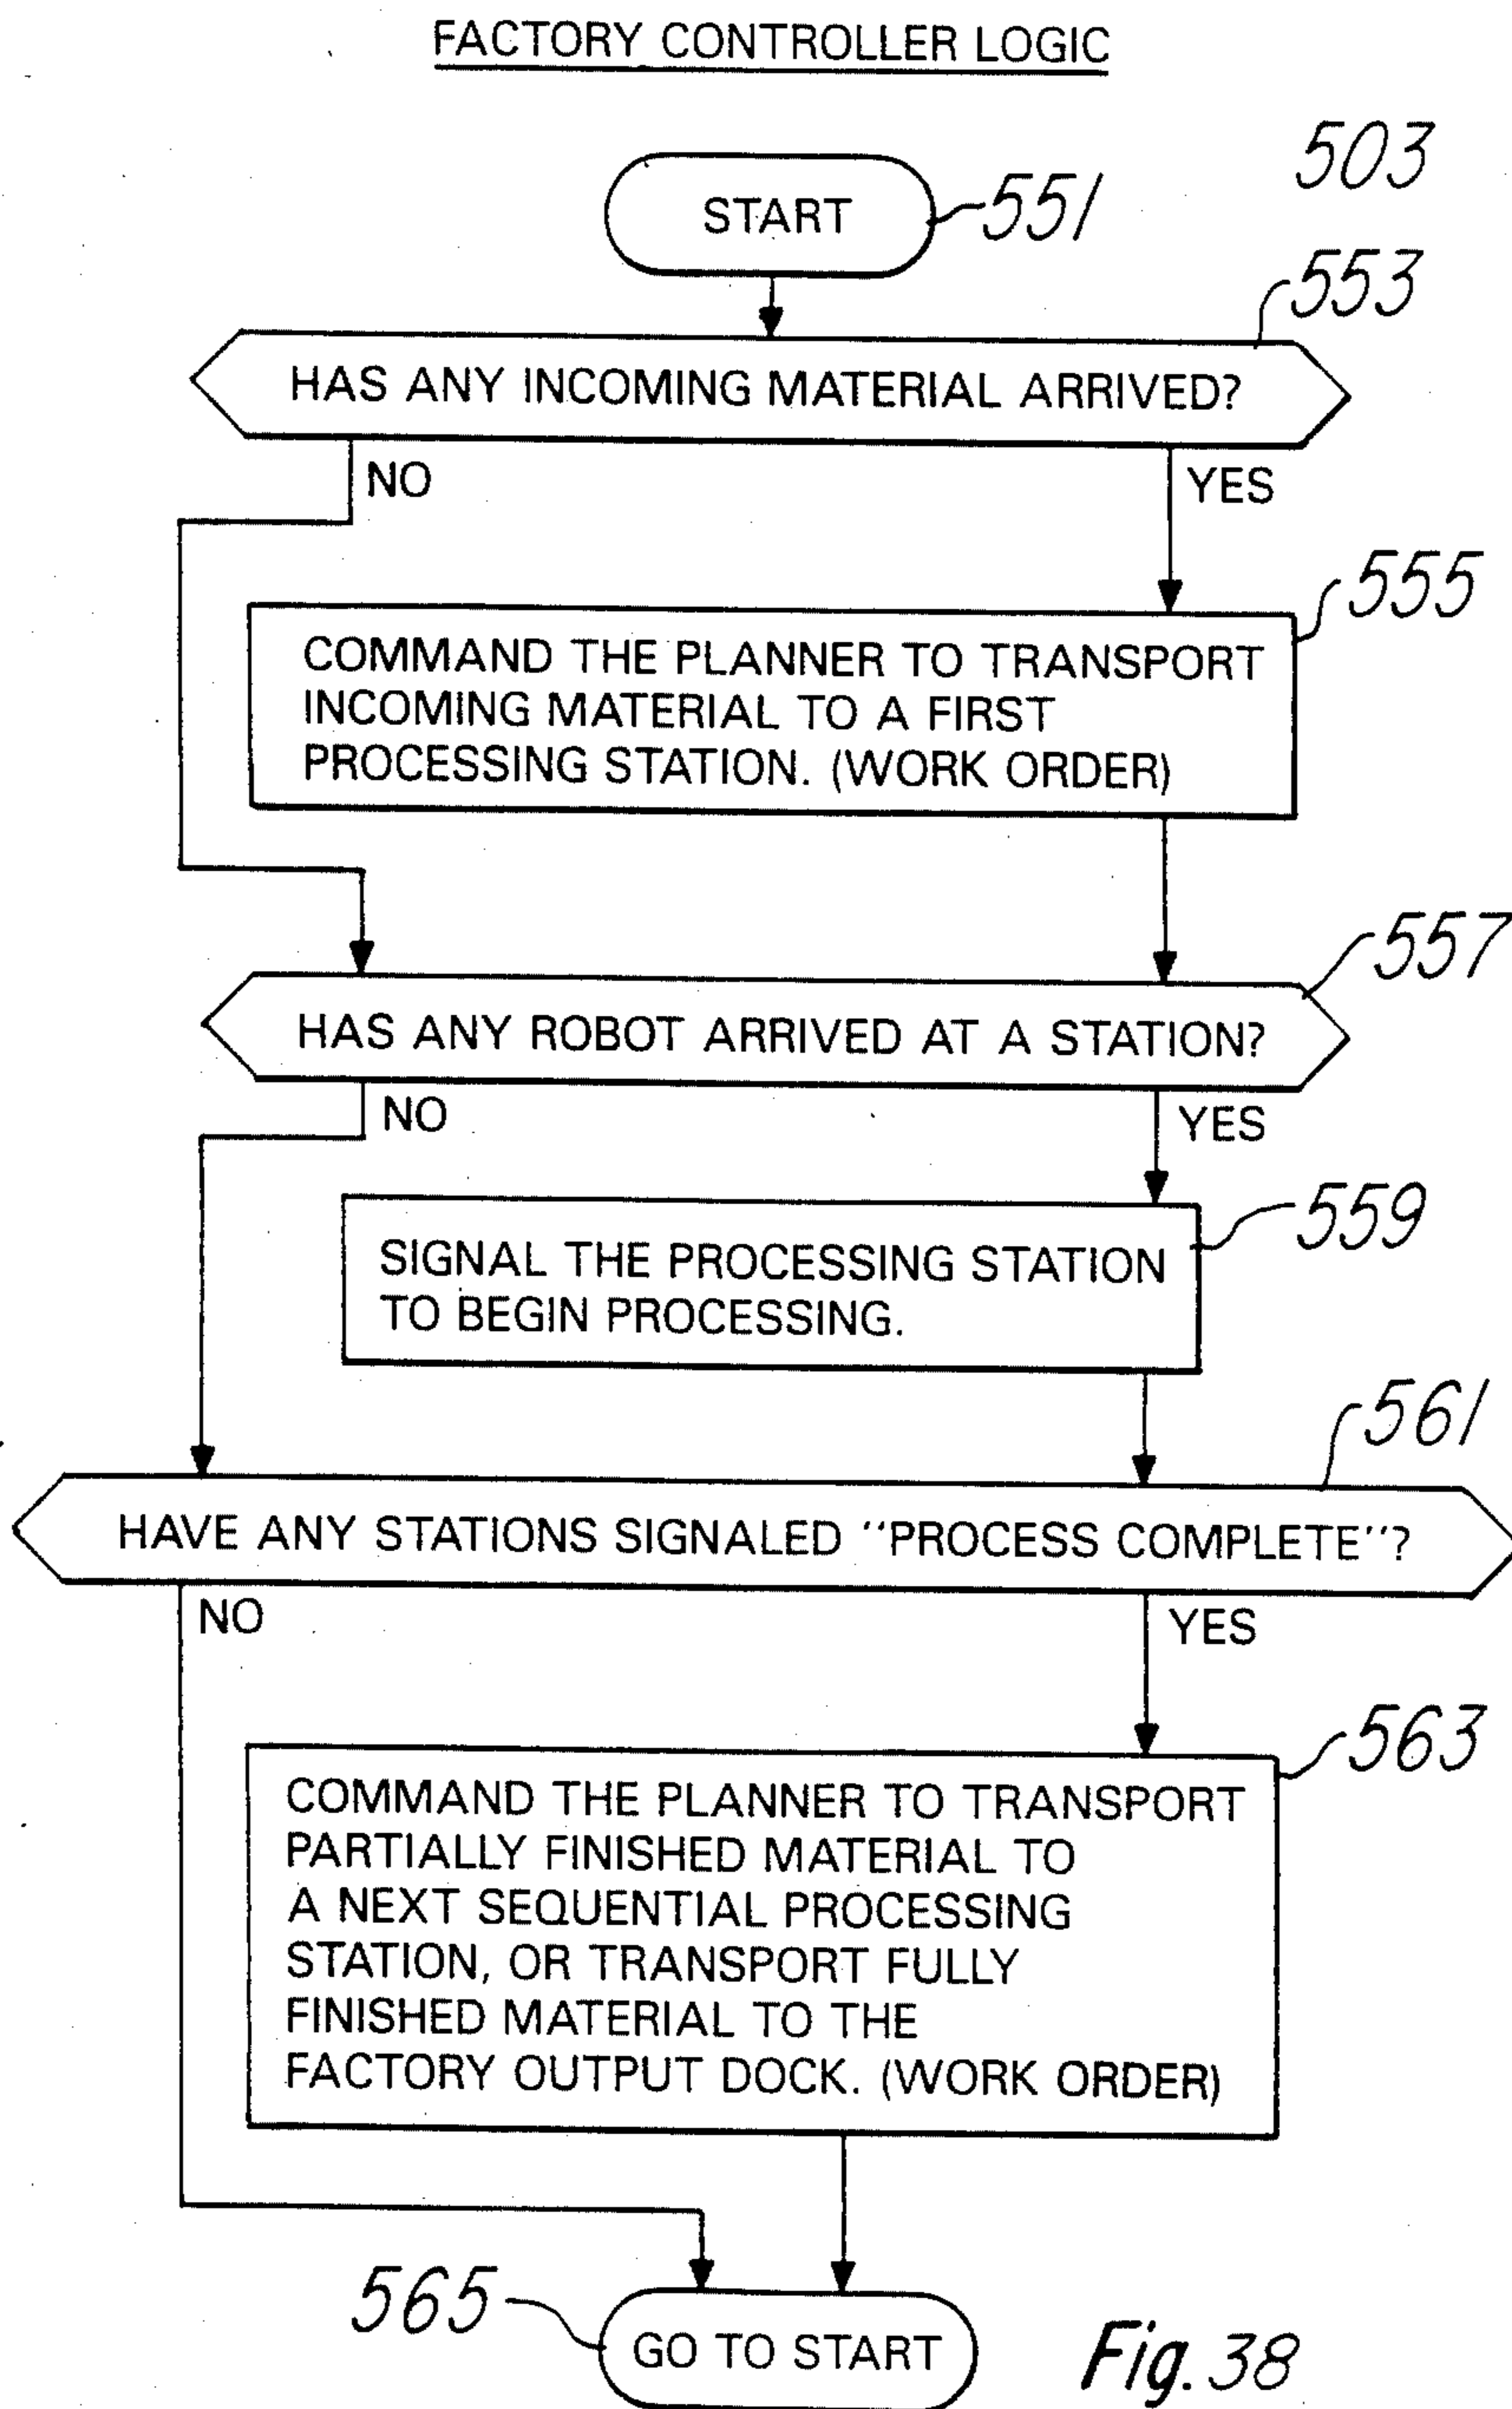 FACTORY CONTROLLER LOGIC
503
START
551
553
HAS ANY INCOMING MATERIAL ARRIVED?
NO
YES
555
COMMAND THE PLANNER TO TRANSPORT
INCOMING MATERIAL TO A FIRST
PROCESSING STATION. (WORK ORDER)
557
HAS ANY ROBOT ARRIVED AT A STATION?
NO
YES
559
SIGNAL THE PROCESSING STATION
TO BEGIN PROCESSING.
561
HAVE ANY STATIONS SIGNALED "PROCESS COMPLETE"?
NO
YES
563
COMMAND THE PLANNER TO TRANSPORT
PARTIALLY FINISHED MATERIAL TO
A NEXT SEQUENTIAL PROCESSING
STATION, OR TRANSPORT FULLY
FINISHED MATERIAL TO THE
FACTORY OUTPUT DOCK. (WORK ORDER)
565
GO TO START
Fig. 38